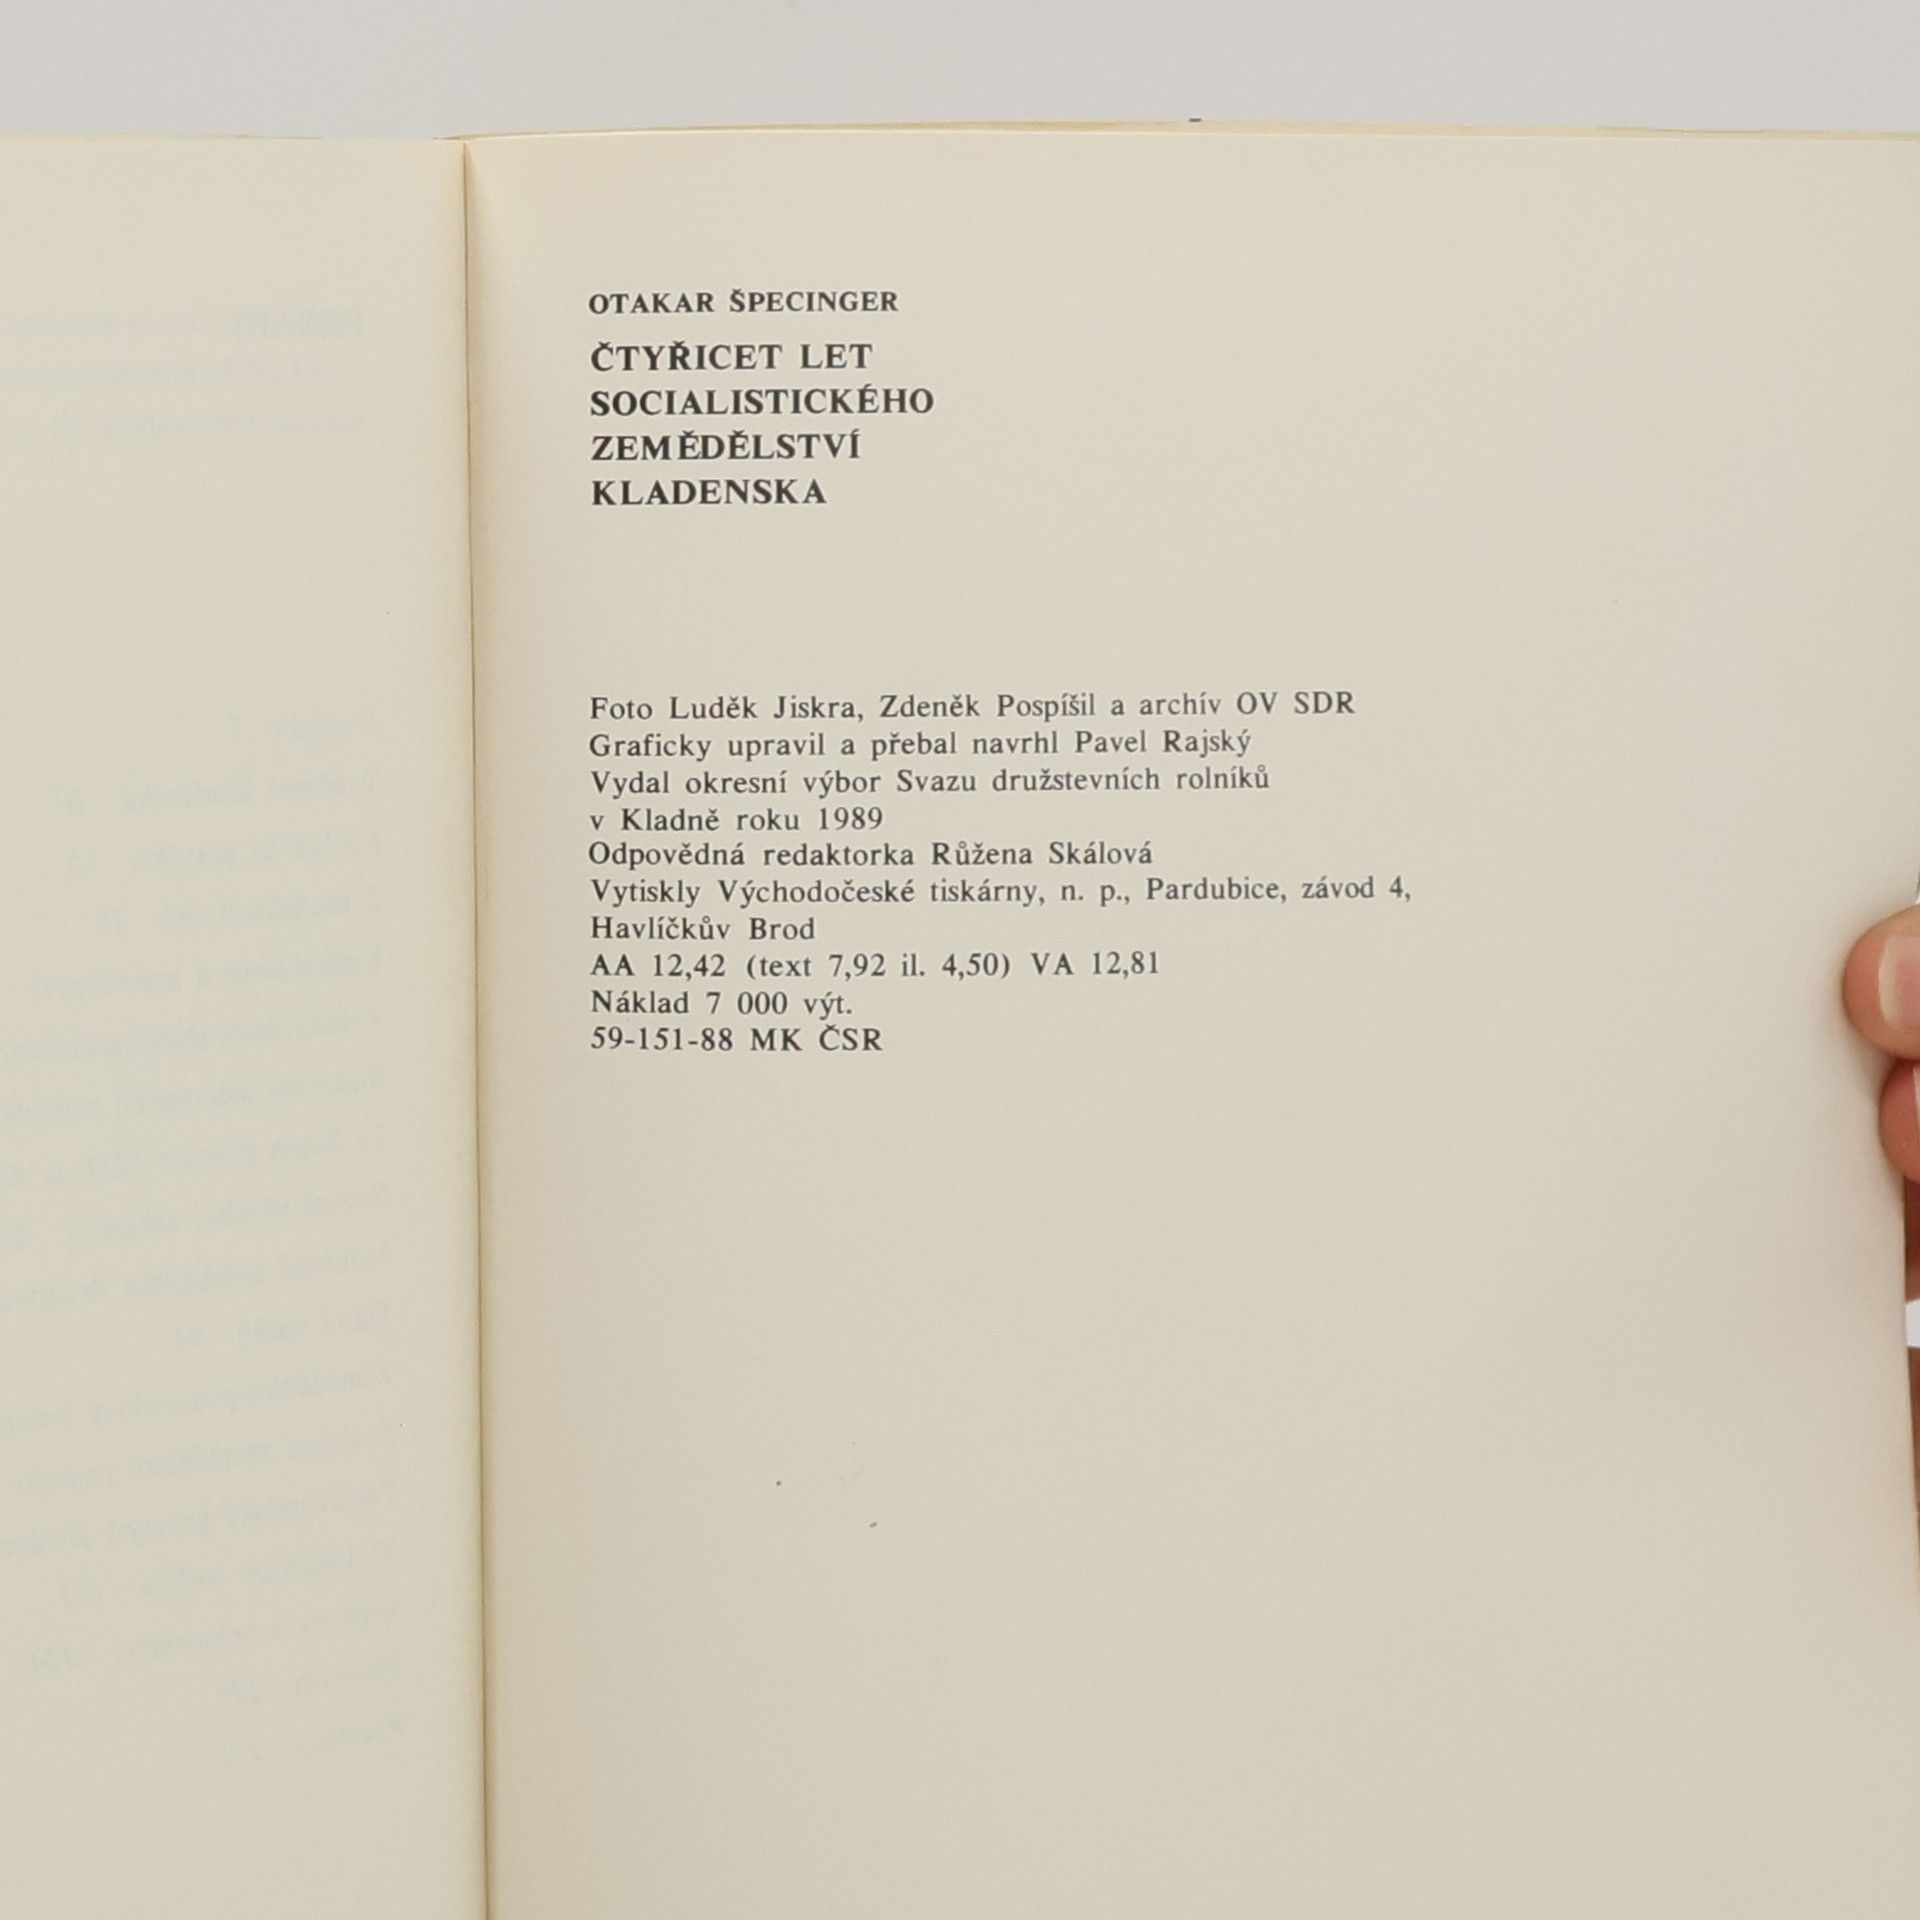 OTAKAR ŠPECINGER
ČTYŘICET LET
SOCIALISTICKÉHO
ZEMĚDĚLSTVÍ
KLADENSKA
Foto Luděk Jiskra, Zdeněk Pospíšil a archív OV SDR
Graficky upravil a přebal navrhl Pavel Rajský
Vydal okresní výbor Svazu družstevních rolníků
v Kladně roku 1989
Odpovědná redaktorka Růžena Skálová
Vytiskly Východočeské tiskárny, n. p., Pardubice, závod 4,
Havlíčkův Brod
AA 12,42 (text 7,92 il. 4,50) VA 12,81
Náklad 7 000 výt.
59-151-88 MK ČSR